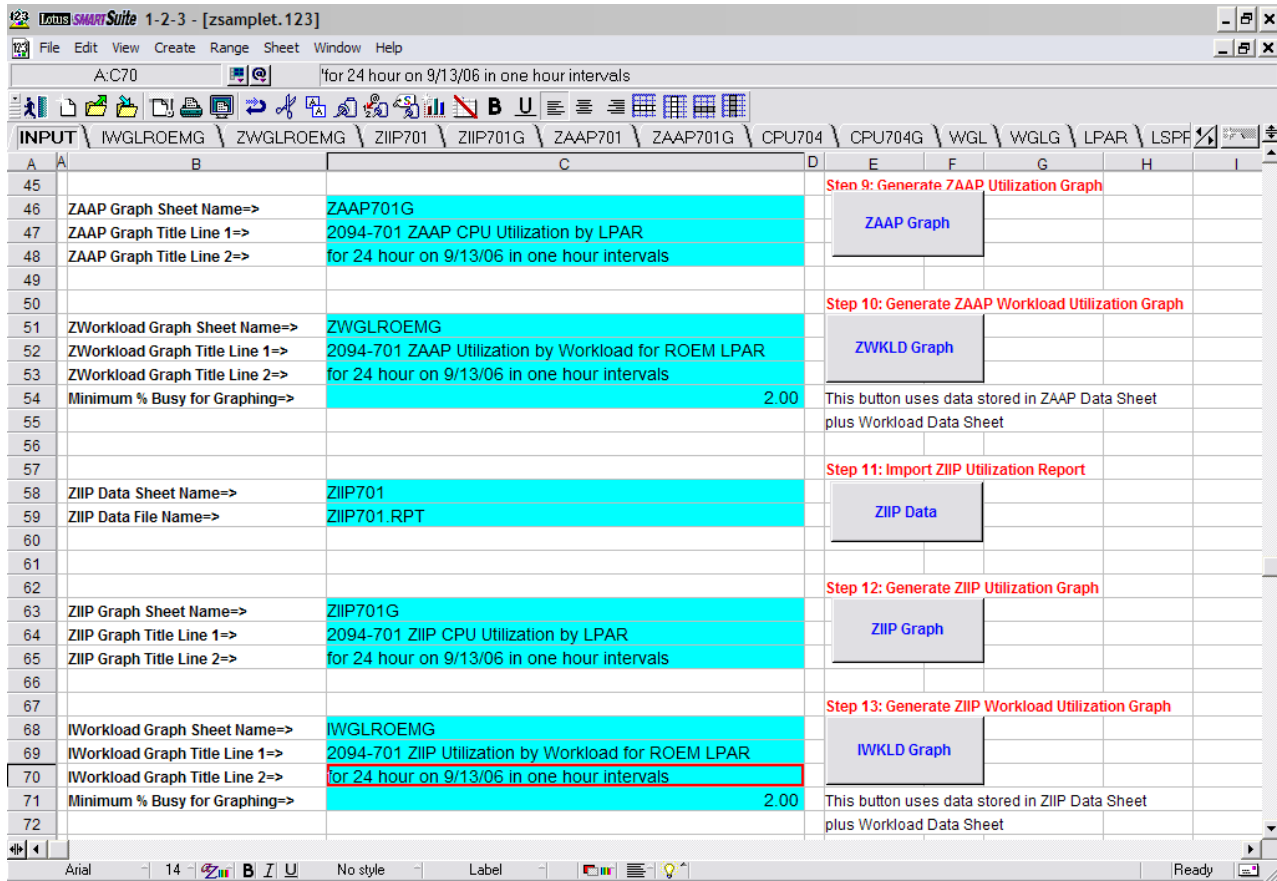 Lotus SMARTSuite 1-2-3 - [zsamplet.123]
File Edit View Create Range Sheet Window Help
A:C70 'for 24 hour on 9/13/06 in one hour intervals
B U
INPUT IWGLROEMG ZWGLROEMG ZIIP701 ZIIP701G ZAAP701 ZAAP701G CPU704 CPU704G WGL WGLG LPAR LSPF
A A B C D E F G H I
45 Step 9: Generate ZAAP Utilization Graph
46 ZAAP Graph Sheet Name=> ZAAP701G
47 ZAAP Graph Title Line 1=> 2094-701 ZAAP CPU Utilization by LPAR ZAAP Graph
48 ZAAP Graph Title Line 2=> for 24 hour on 9/13/06 in one hour intervals
49
50 Step 10: Generate ZAAP Workload Utilization Graph
51 ZWorkload Graph Sheet Name=> ZWGLROEMG
52 ZWorkload Graph Title Line 1=> 2094-701 ZAAP Utilization by Workload for ROEM LPAR ZWKLD Graph
53 ZWorkload Graph Title Line 2=> for 24 hour on 9/13/06 in one hour intervals
54 Minimum % Busy for Graphing=> 2.00 This button uses data stored in ZAAP Data Sheet
55 plus Workload Data Sheet
56
57 Step 11: Import ZIIP Utilization Report
58 ZIIP Data Sheet Name=> ZIIP701
59 ZIIP Data File Name=> ZIIP701.RPT ZIIP Data
60
61
62 Step 12: Generate ZIIP Utilization Graph
63 ZIIP Graph Sheet Name=> ZIIP701G
64 ZIIP Graph Title Line 1=> 2094-701 ZIIP CPU Utilization by LPAR ZIIP Graph
65 ZIIP Graph Title Line 2=> for 24 hour on 9/13/06 in one hour intervals
66
67 Step 13: Generate ZIIP Workload Utilization Graph
68 IWorkload Graph Sheet Name=> IWGLROEMG
69 IWorkload Graph Title Line 1=> 2094-701 ZIIP Utilization by Workload for ROEM LPAR IWKLD Graph
70 IWorkload Graph Title Line 2=> for 24 hour on 9/13/06 in one hour intervals
71 Minimum % Busy for Graphing=> 2.00 This button uses data stored in ZIIP Data Sheet
72 plus Workload Data Sheet
Arial 14 B I U No style Label Ready